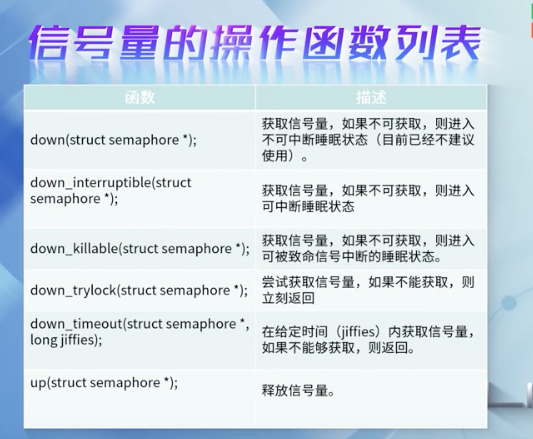 信号量的操作函数列表
函数
描述
down(struct semaphore *);
获取信号量，如果不可获取，则进入
不可中断睡眠状态（目前已经不建议
使用）。
down_interruptible(struct
semaphore *);
获取信号量，如果不可获取，则进入
可中断睡眠状态
down_killable(struct semaphore *);
获取信号量，如果不可获取，则进入
可被致命信号中断的睡眠状态。
down_trylock(struct semaphore *);
尝试获取信号量，如果不能获取，则
立刻返回
down_timeout(struct semaphore *,
long jiffies);
在给定时间（jiffies）内获取信号量，
如果不能够获取，则返回。
up(struct semaphore *);
释放信号量。